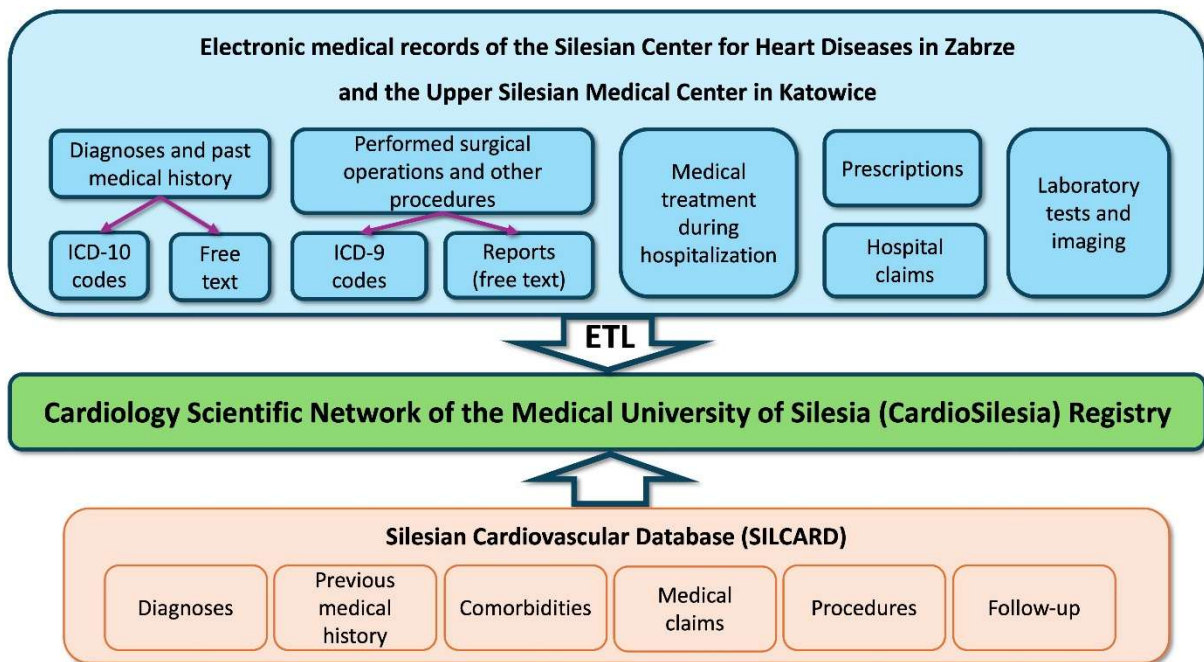 Electronic medical records of the Silesian Center for Heart Diseases in Zabrze
and the Upper Silesian Medical Center in Katowice
Diagnoses and past
medical history
ICD-10
codes
Free
text
Performed surgical
operations and other
procedures
ICD-9
codes
Reports
(free text)
Medical
treatment
during
hospitalization
Prescriptions
Hospital
claims
Laboratory
tests and
imaging
ETL
Cardiology Scientific Network of the Medical University of Silesia (CardioSilesia) Registry
Silesian Cardiovascular Database (SILCARD)
Diagnoses
Previous
medical
history
Comorbidities
Medical
claims
Procedures
Follow-up